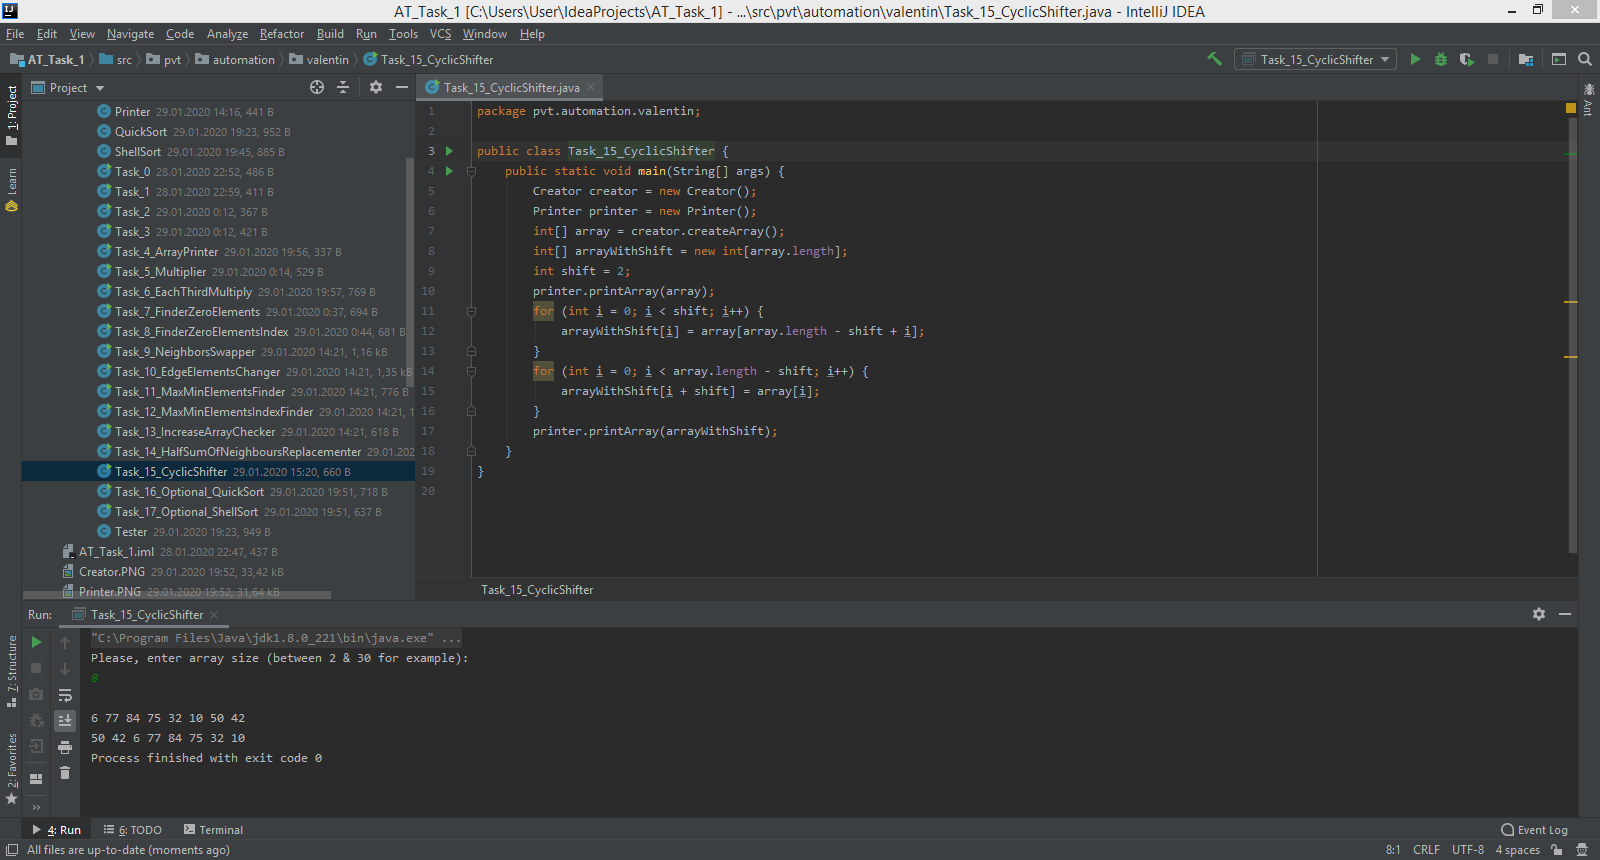 AT_Task_1 [C:\Users\User\IdeaProjects\AT_Task_1] - ...\src\pvt\automation\valentin\Task_15_CyclicShifter.java - IntelliJ IDEA
File Edit View Navigate Code Analyze Refactor Build Run Tools VCS Window Help
AT_Task_1 src pvt automation valentin Task_15_CyclicShifter
Task_15_CyclicShifter
Project
Task_15_CyclicShifter.java
1: Project
Learn
Ant
Printer 29.01.2020 14:16, 441 B
QuickSort 29.01.2020 19:23, 952 B
ShellSort 29.01.2020 19:45, 885 B
Task_0 28.01.2020 22:52, 486 B
Task_1 28.01.2020 22:59, 411 B
Task_2 29.01.2020 0:12, 367 B
Task_3 29.01.2020 0:12, 421 B
Task_4_ArrayPrinter 29.01.2020 19:56, 337 B
Task_5_Multiplier 29.01.2020 0:14, 529 B
Task_6_EachThirdMultiply 29.01.2020 19:57, 769 B
Task_7_FinderZeroElements 29.01.2020 0:37, 694 B
Task_8_FinderZeroElementsIndex 29.01.2020 0:44, 681 B
Task_9_NeighborsSwapper 29.01.2020 14:21, 1,16 kB
Task_10_EdgeElementsChanger 29.01.2020 14:21, 1,35 kB
Task_11_MaxMinElementsFinder 29.01.2020 14:21, 776 B
Task_12_MaxMinElementsIndexFinder 29.01.2020 14:21, 1
Task_13_IncreaseArrayChecker 29.01.2020 14:21, 618 B
Task_14_HalfSumOfNeighboursReplacementer 29.01.202
Task_15_CyclicShifter 29.01.2020 15:20, 660 B
Task_16_Optional_QuickSort 29.01.2020 19:51, 718 B
Task_17_Optional_ShellSort 29.01.2020 19:51, 637 B
Tester 29.01.2020 19:23, 949 B
AT_Task_1.iml 28.01.2020 22:47, 437 B
Creator.PNG 29.01.2020 19:52, 33,42 kB
Printer.PNG 29.01.2020 19:52, 31,64 kB
1 package pvt.automation.valentin;
2
3 public class Task_15_CyclicShifter {
4 public static void main(String[] args) {
5 Creator creator = new Creator();
6 Printer printer = new Printer();
7 int[] array = creator.createArray();
8 int[] arrayWithShift = new int[array.length];
9 int shift = 2;
10 printer.printArray(array);
11 for (int i = 0; i < shift; i++) {
12 arrayWithShift[i] = array[array.length - shift + i];
13 }
14 for (int i = 0; i < array.length - shift; i++) {
15 arrayWithShift[i + shift] = array[i];
16 }
17 printer.printArray(arrayWithShift);
18 }
19 }
20
Task_15_CyclicShifter
Run: Task_15_CyclicShifter
"C:\Program Files\Java\jdk1.8.0_221\bin\java.exe" ...
Please, enter array size (between 2 & 30 for example):
8
6 77 84 75 32 10 50 42
50 42 6 77 84 75 32 10
Process finished with exit code 0
7: Structure
2: Favorites
4: Run 6: TODO Terminal Event Log
All files are up-to-date (moments ago) 8:1 CRLF UTF-8 4 spaces